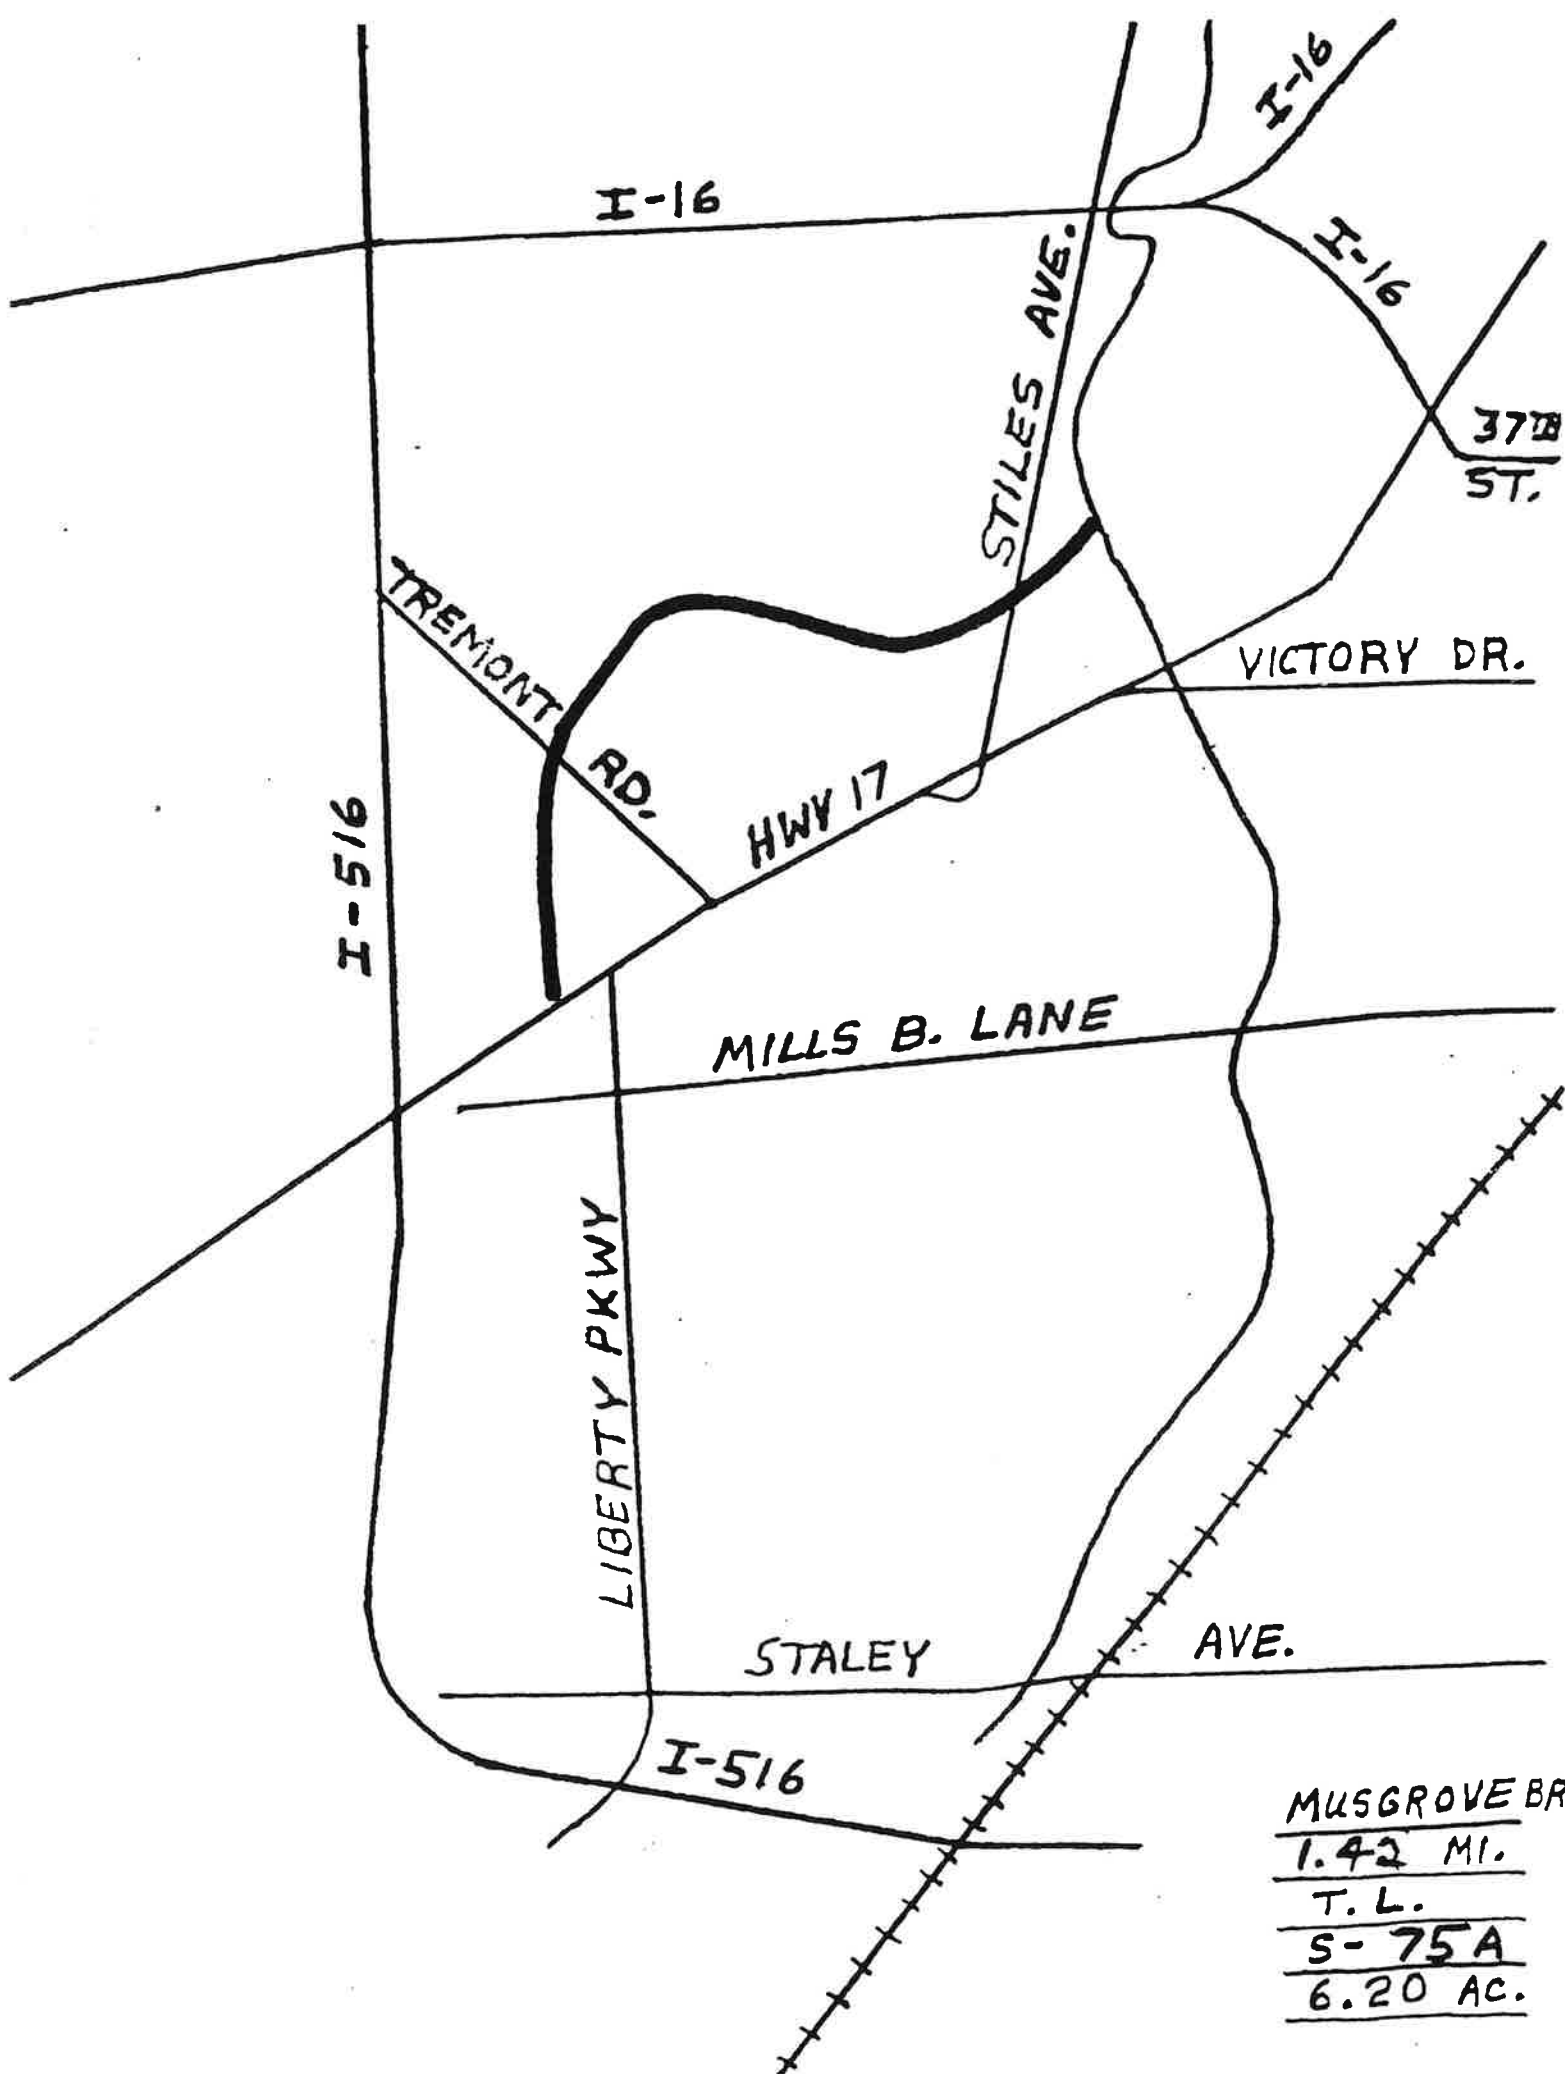 I-16
I-16
I-16
STILES AVE.
37TH
ST.
TREMONT RD.
VICTORY DR.
HWY 17
I-516
MILLS B. LANE
LIBERTY PKWY
STALEY AVE.
I-516
MUSGROVE BR
1.42 MI.
T. L.
S- 75A
6.20 AC.